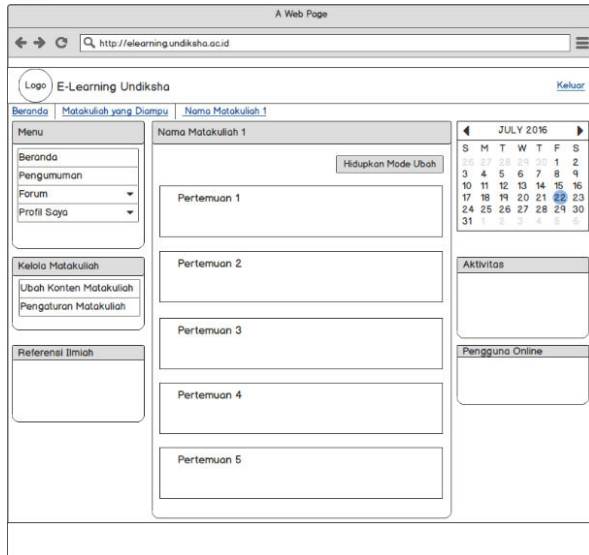 A Web Page
http://elearning.undiksha.ac.id
Logo
E-Learning Undiksha
Keluar
Beranda
Matakuliah yang Diampu
Nama Matakuliah 1
Menu
Beranda
Pengumuman
Forum
Profil Saya
Kelola Matakuliah
Ubah Konten Matakuliah
Pengaturan Matakuliah
Referensi Ilmiah
Nama Matakuliah 1
Hidupkan Mode Ubah
Pertemuan 1
Pertemuan 2
Pertemuan 3
Pertemuan 4
Pertemuan 5
JULY 2016
S M T W T F S
26 27 28 29 30 1 2
3 4 5 6 7 8 9
10 11 12 13 14 15 16
17 18 19 20 21 22 23
24 25 26 27 28 29 30
31 1 2 3 4 5 6
Aktivitas
Pengguna Online